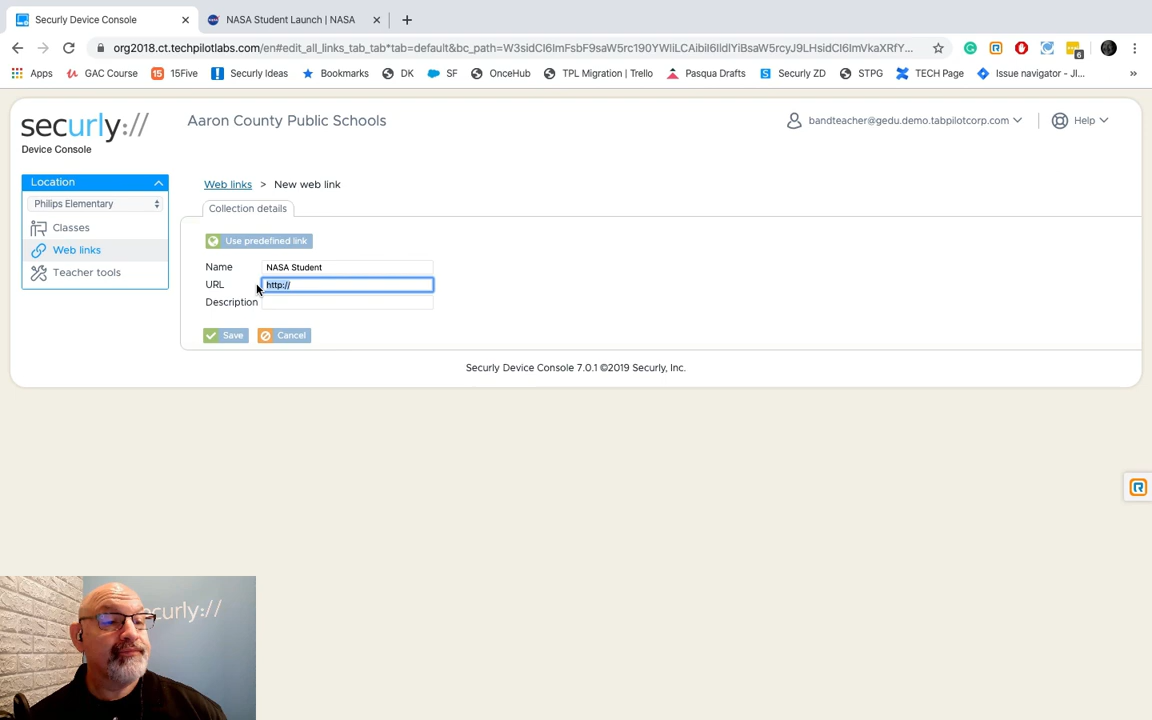 Securly Device Console
NASA Student Launch | NASA
org2018.ct.techpilotlabs.com/en#edit_all_links_tab_tab*tab=default&bc_path=
Apps
GAC Course
15 15Five
Securly Ideas
Bookmarks
DK
SF
OnceHub
TPL Migration | Trello
Pasqua Drafts
Securly ZD
STPG
TECH Page
Issue navigator - JI...
»
6
securly://
Device Console
Aaron County Public Schools
bandteacher@gedu.demo.tabpilotcorp.com
Help
Location
Philips Elementary
Classes
Web links
Teacher tools
Web links > New web link
Collection details
Use predefined link
Name NASA Student
URL http://
Description
Save Cancel
Securly Device Console 7.0.1 ©2019 Securly, Inc.
securly://